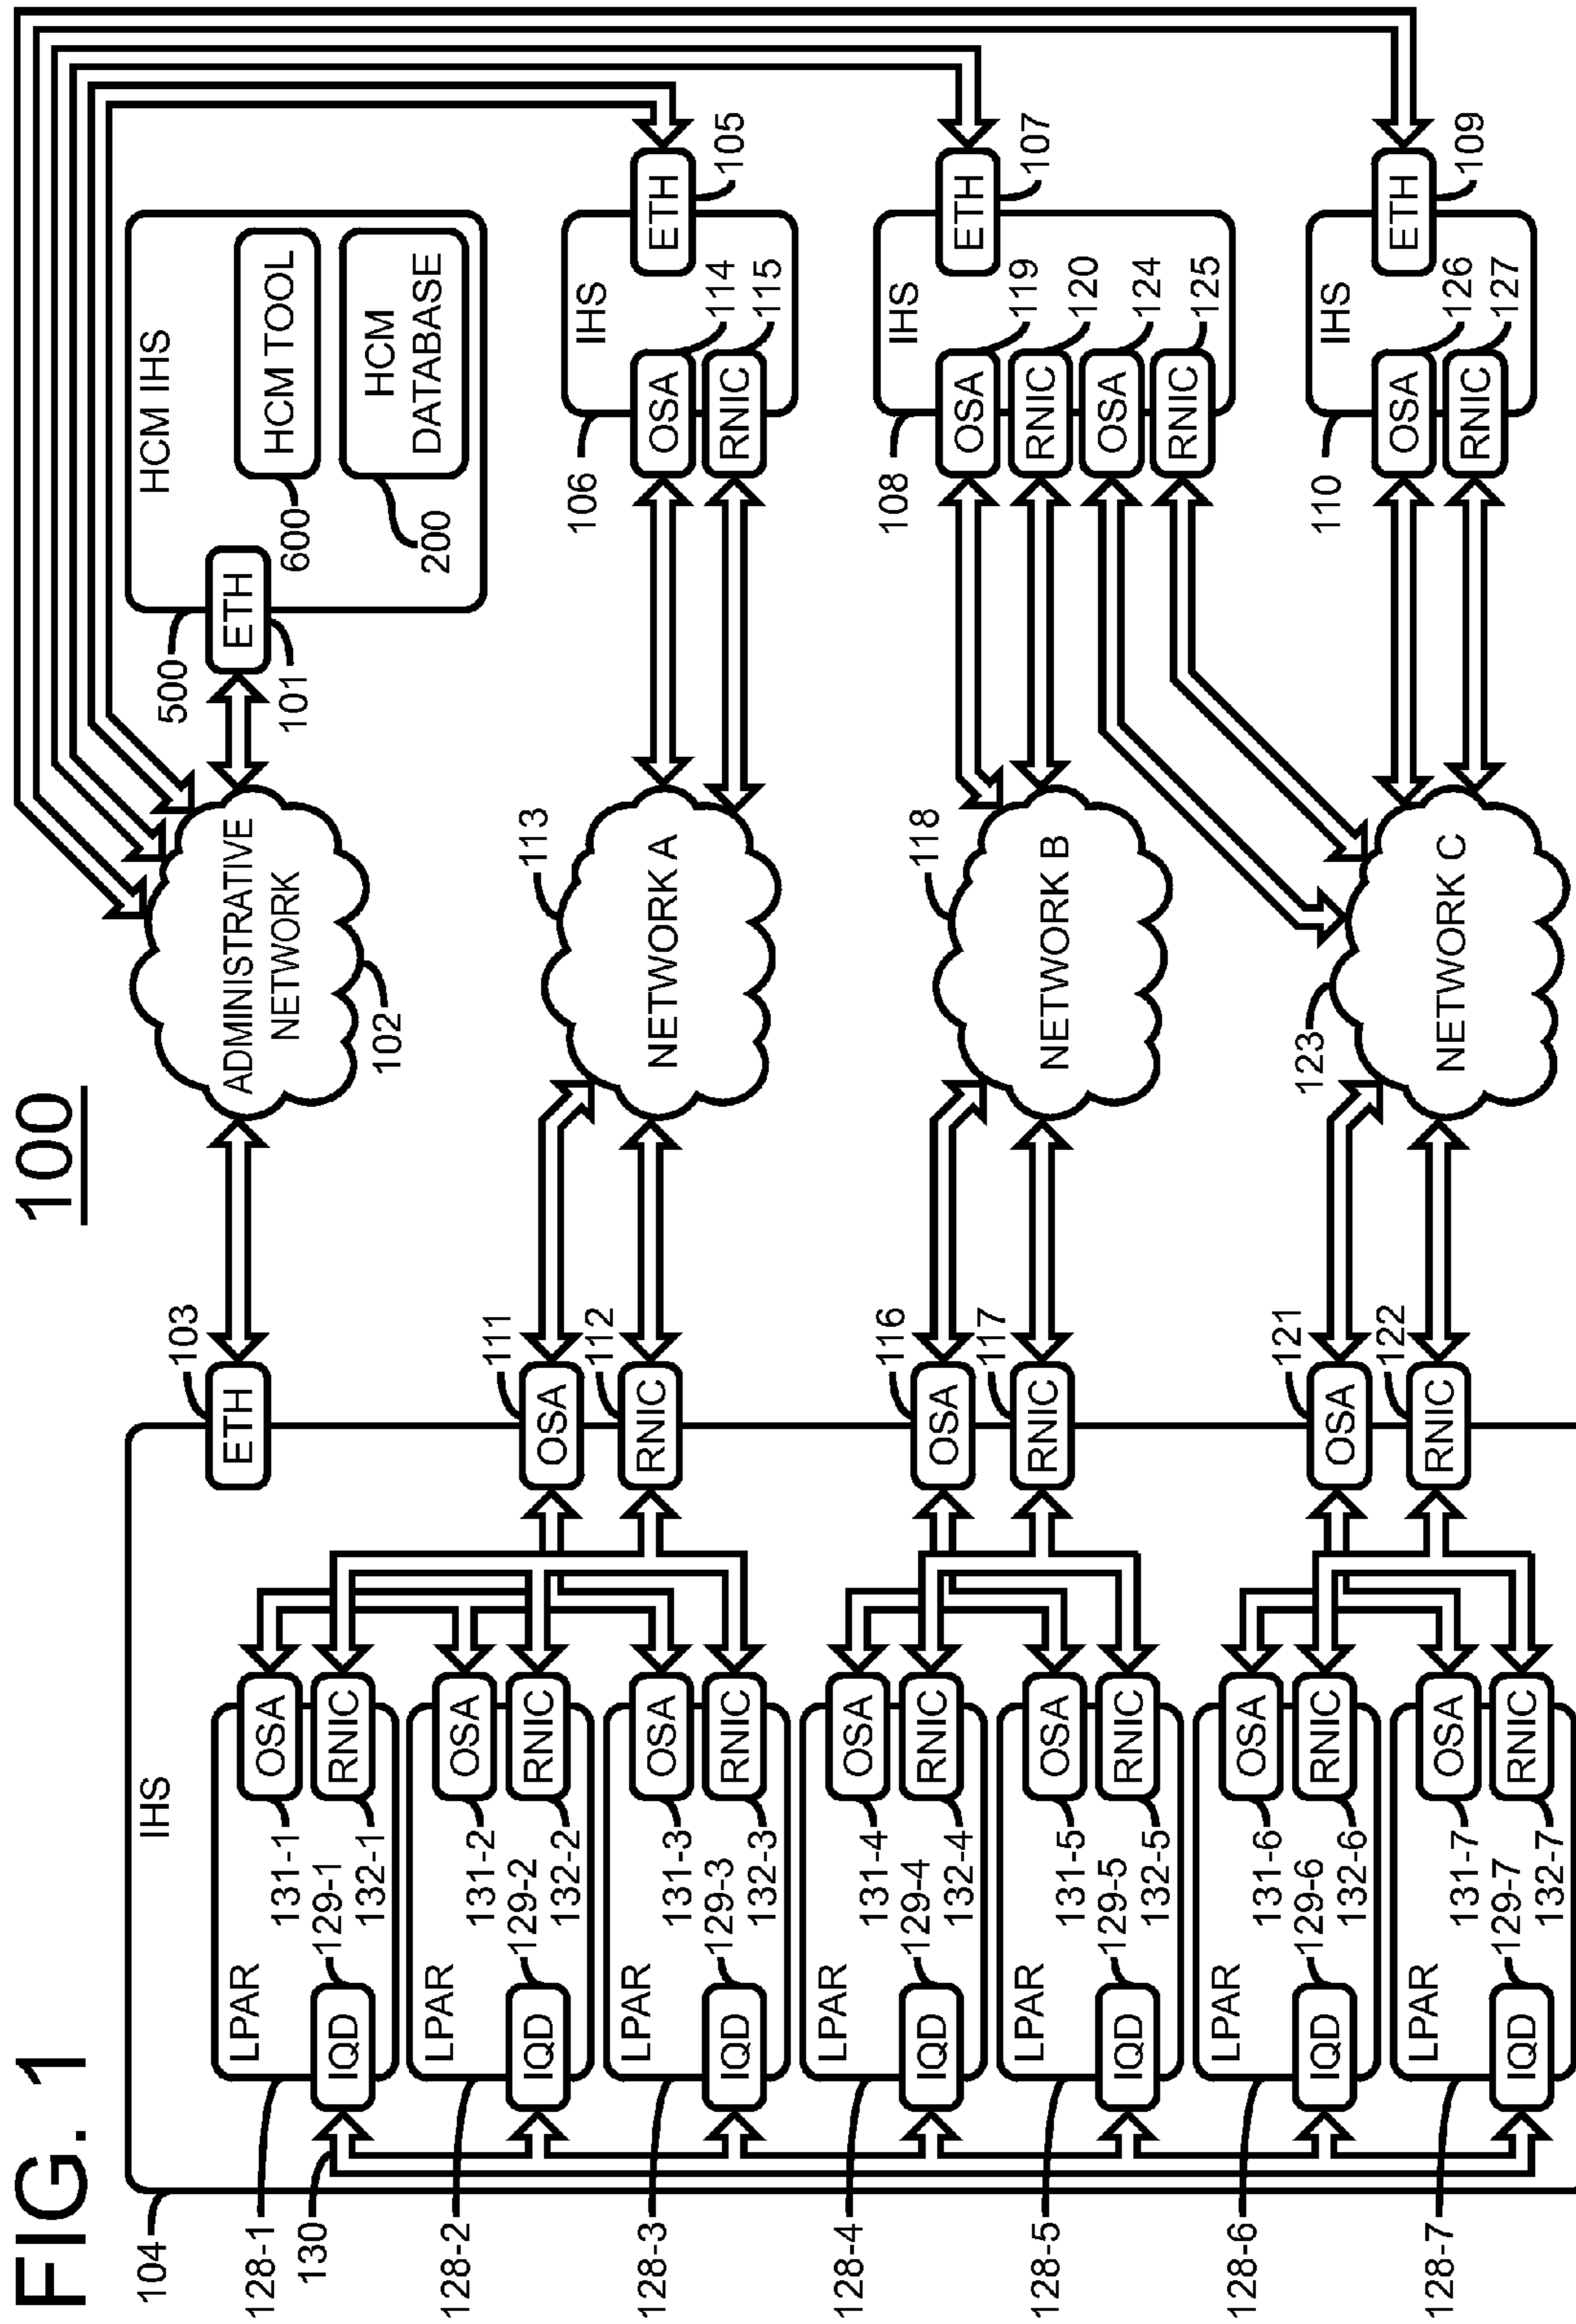 FIG. 1
100
104
IHS
128-1
LPAR
IQD
129-1
OSA
131-1
RNIC
132-1
130
128-2
LPAR
IQD
129-2
OSA
131-2
RNIC
132-2
128-3
LPAR
IQD
129-3
OSA
131-3
RNIC
132-3
128-4
LPAR
IQD
129-4
OSA
131-4
RNIC
132-4
128-5
LPAR
IQD
129-5
OSA
131-5
RNIC
132-5
128-6
LPAR
IQD
129-6
OSA
131-6
RNIC
132-6
128-7
LPAR
IQD
129-7
OSA
131-7
RNIC
132-7
ETH
103
OSA
111
RNIC
112
OSA
116
RNIC
117
OSA
121
RNIC
122
ADMINISTRATIVE
NETWORK
102
NETWORK A
113
NETWORK B
118
NETWORK C
123
HCM IHS
500
ETH
101
HCM TOOL
600
HCM
DATABASE
200
IHS
106
OSA
114
RNIC
115
ETH
105
IHS
108
OSA
119
RNIC
120
OSA
124
RNIC
125
ETH
107
IHS
110
OSA
126
RNIC
127
ETH
109